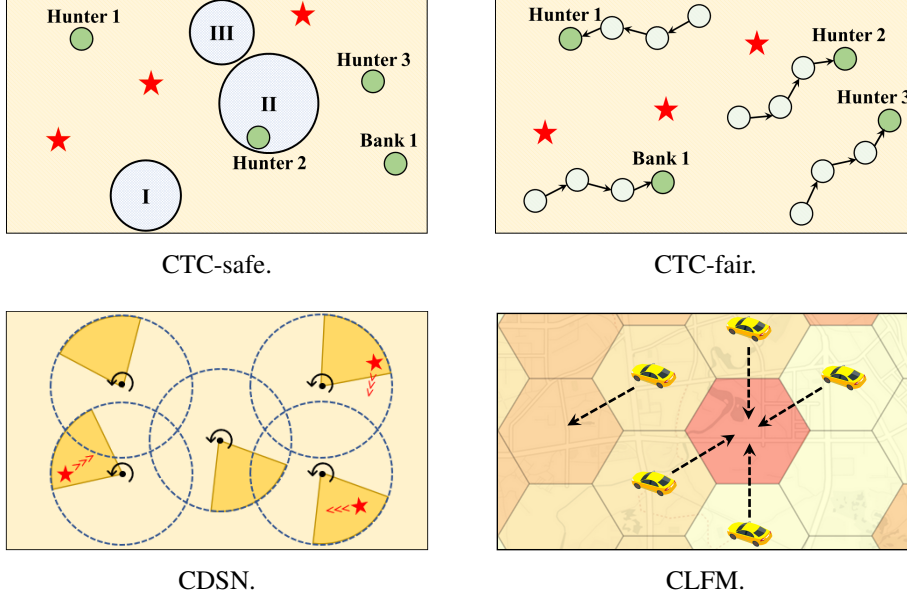 Hunter 1
III
Hunter 3
II
Bank 1
Hunter 2
I
CTC-safe.
Hunter 1
Hunter 2
Hunter 3
Bank 1
CTC-fair.
CDSN.
CLFM.